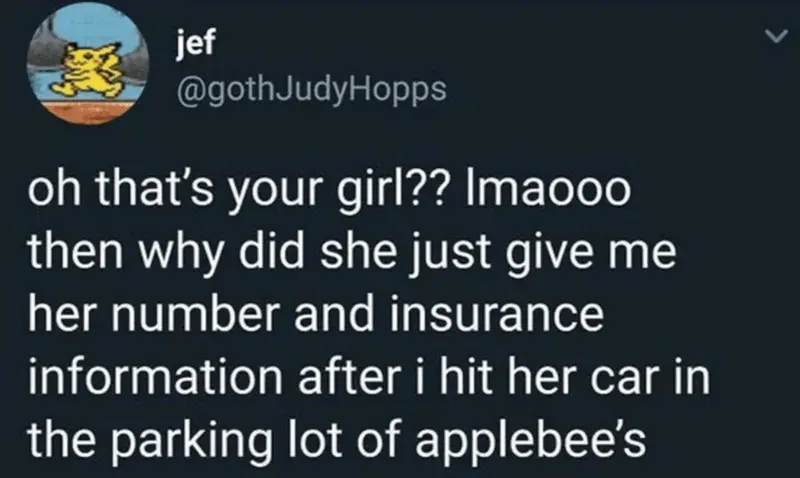 jef
@gothJudyHopps
oh that's your girl?? lmaooo
then why did she just give me
her number and insurance
information after i hit her car in
the parking lot of applebee's